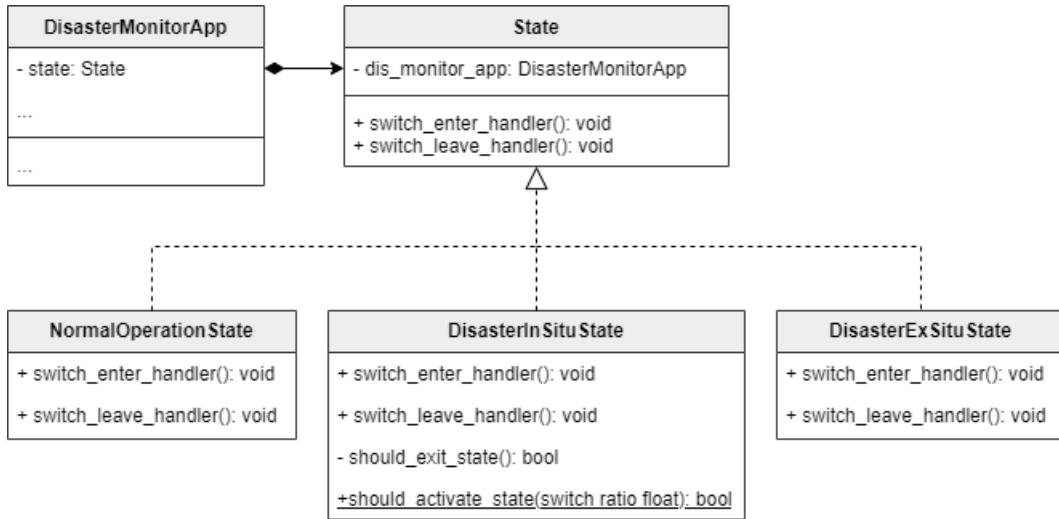 DisasterMonitorApp
- state: State
...
...
State
- dis_monitor_app: DisasterMonitorApp
+ switch_enter_handler(): void
+ switch_leave_handler(): void
NormalOperationState
+ switch_enter_handler(): void
+ switch_leave_handler(): void
DisasterInSituState
+ switch_enter_handler(): void
+ switch_leave_handler(): void
- should_exit_state(): bool
+should_activate_state(switch ratio float): bool
DisasterExSituState
+ switch_enter_handler(): void
+ switch_leave_handler(): void